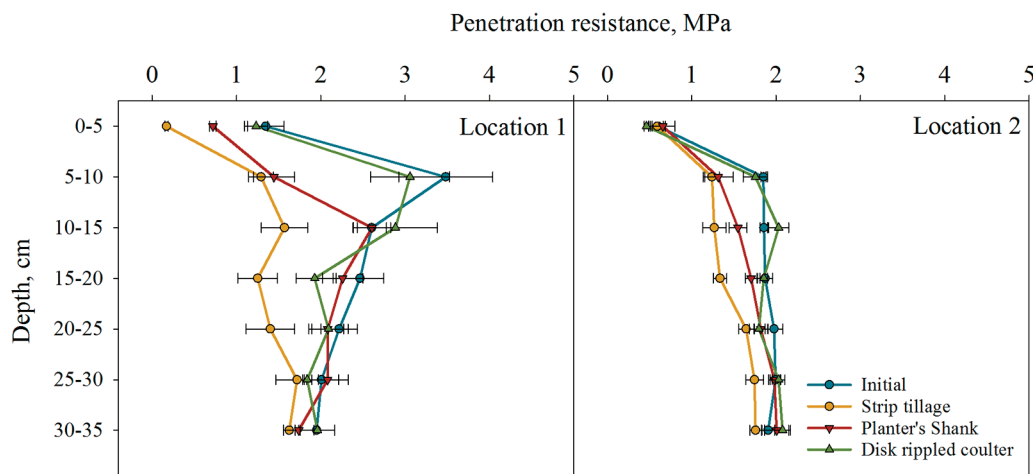 Penetration resistance, MPa
0 1 2 3 4 5 0 1 2 3 4 5
Depth, cm
0-5
5-10
10-15
15-20
20-25
25-30
30-35
Location 1
Location 2
Initial
Strip tillage
Planter's Shank
Disk rippled coulter